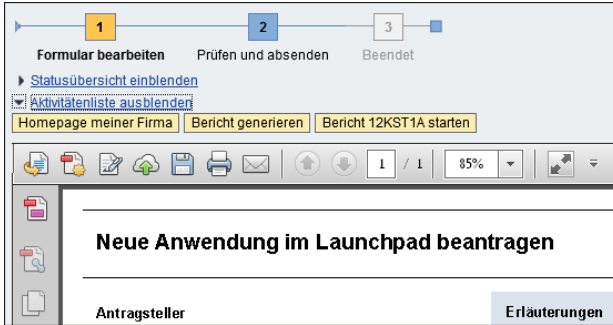 1 2 3
Formular bearbeiten Prüfen und absenden Beendet
Statusübersicht einblenden
Aktivitätenliste ausblenden
Homepage meiner Firma Bericht generieren Bericht 12KST1A starten
1 / 1 85%
Neue Anwendung im Launchpad beantragen
Antragsteller Erläuterungen